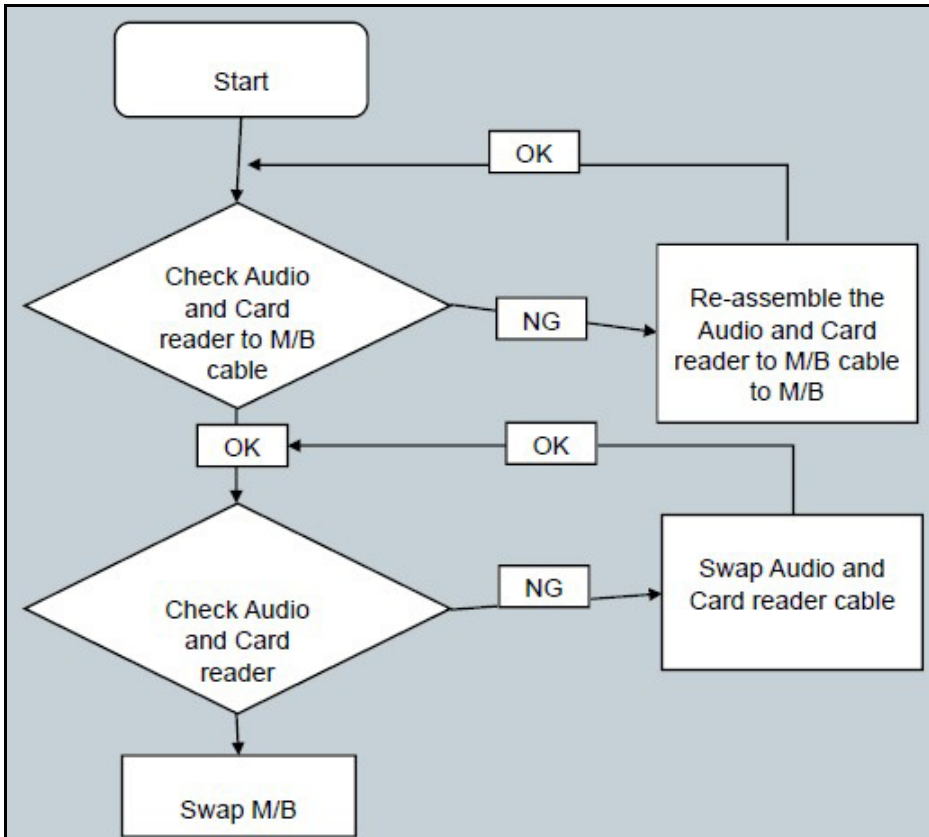 Start
OK
Check Audio
and Card
reader to M/B
cable
NG
Re-assemble the
Audio and Card
reader to M/B cable
to M/B
OK
OK
Check Audio
and Card
reader
NG
Swap Audio and
Card reader cable
Swap M/B